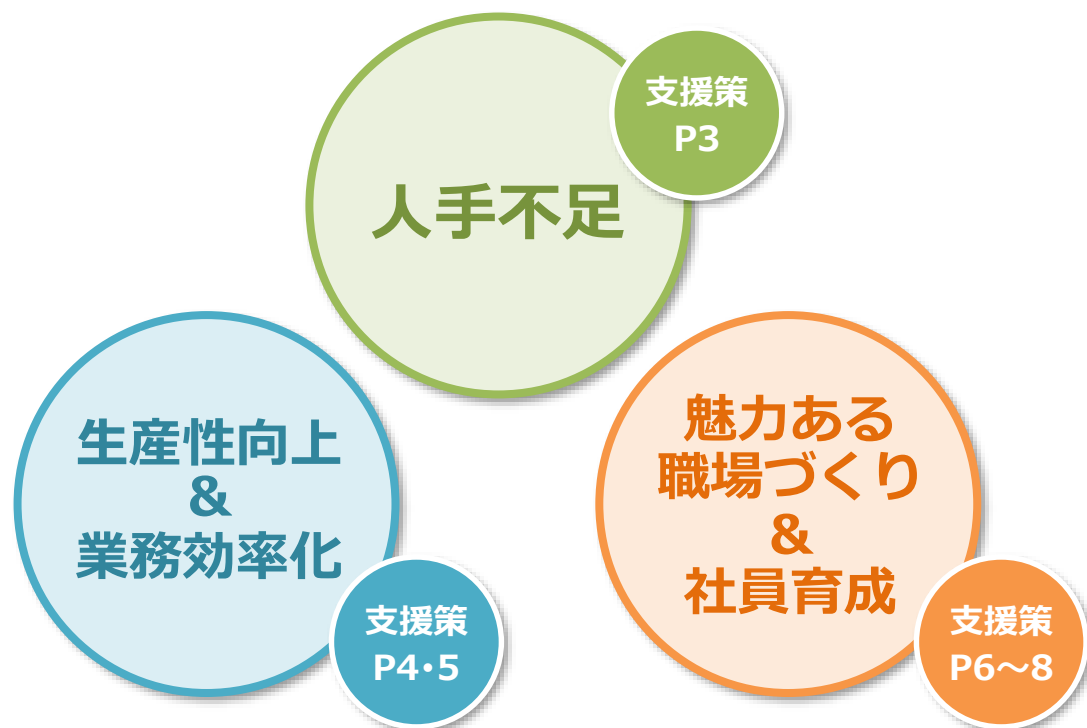 支援策
P3
人手不足
生産性向上
&
業務効率化
支援策
P4・5
魅力ある
職場づくり
&
社員育成
支援策
P6～8